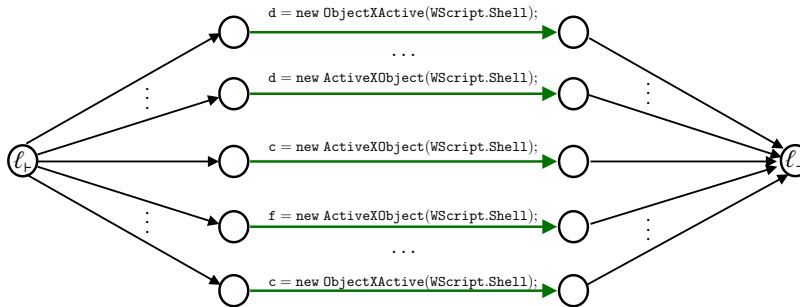 d = new ObjectXActive(WScript.Shell);
...
d = new ActiveXObject(WScript.Shell);
⋮
⋮
ℓ⊢
c = new ActiveXObject(WScript.Shell);
f = new ActiveXObject(WScript.Shell);
⋮
⋮
...
c = new ObjectXActive(WScript.Shell);